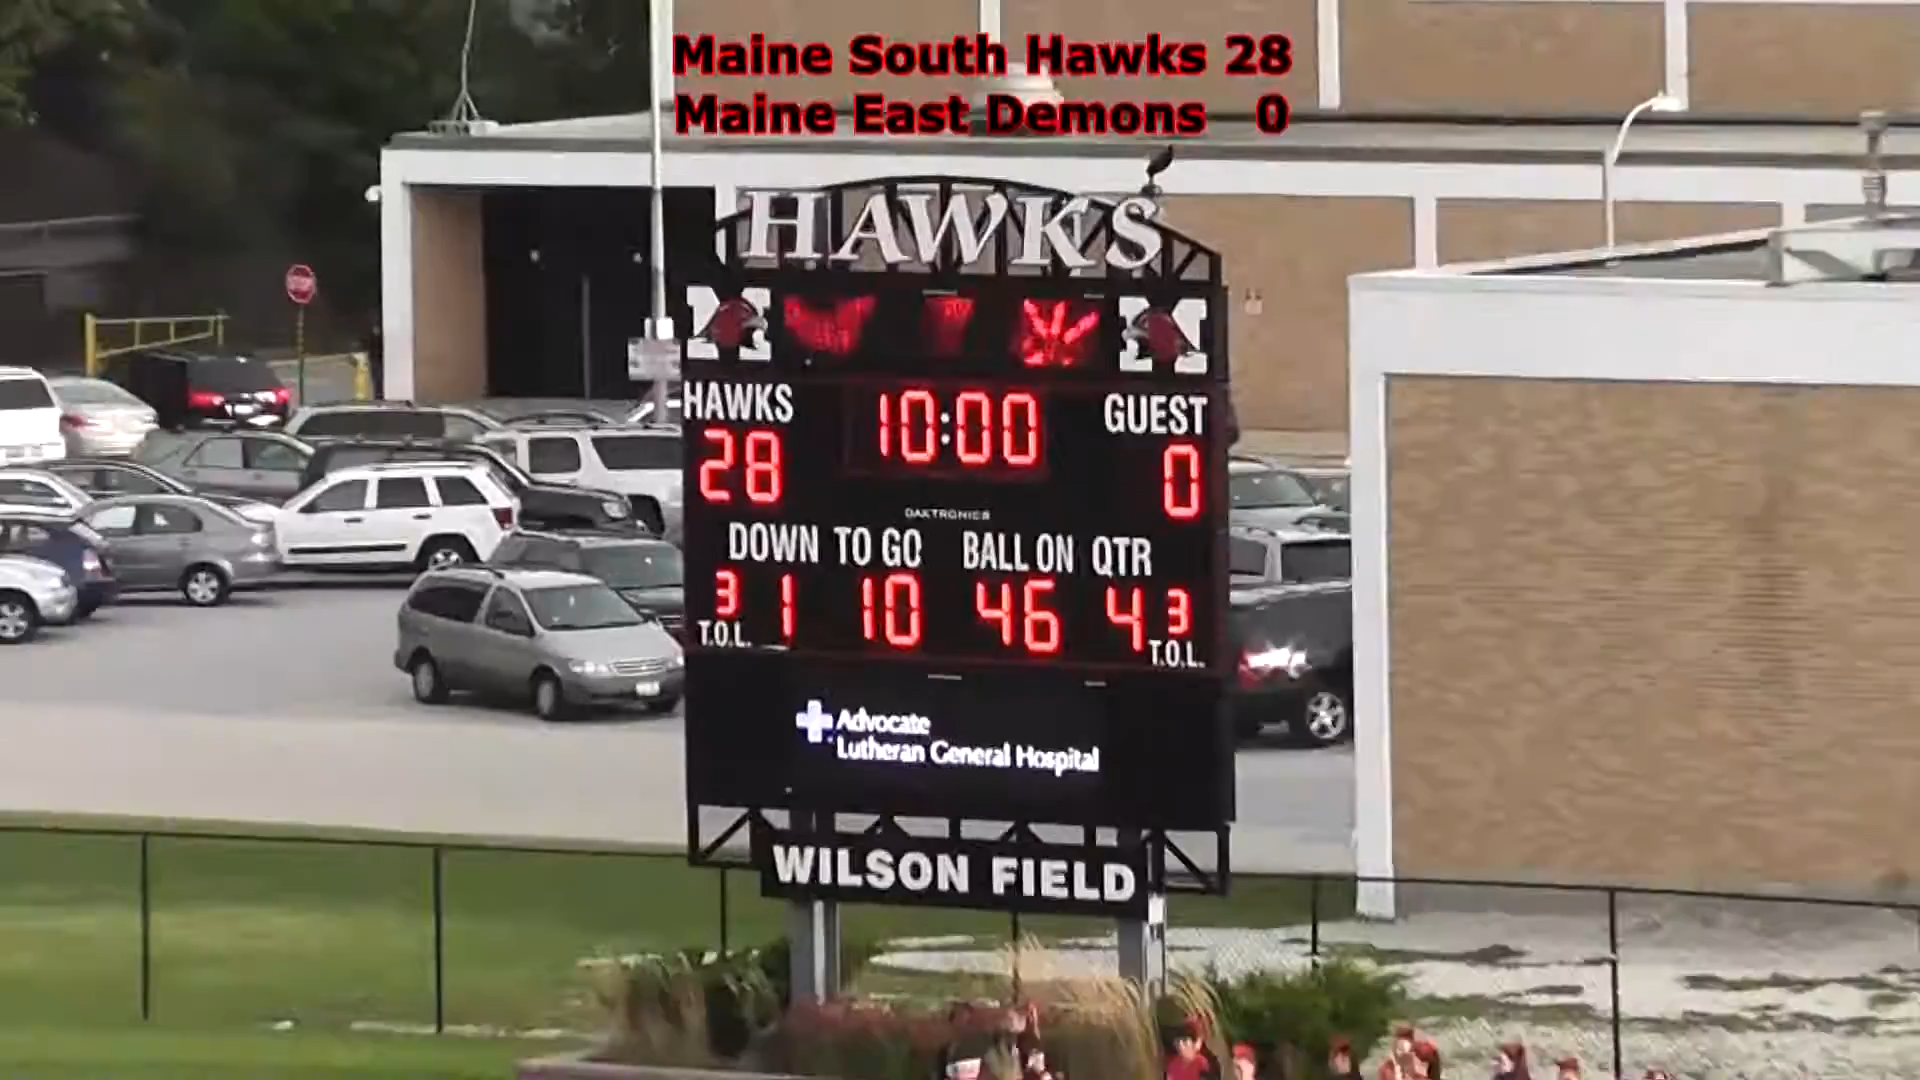 Maine South Hawks 28
Maine East Demons 0
HAWKS
M M
HAWKS 10:00 GUEST
28 0
DAKTRONICS
DOWN TO GO BALL ON QTR
3 1 10 46 4 3
T.O.L. T.O.L.
Advocate
Lutheran General Hospital
WILSON FIELD